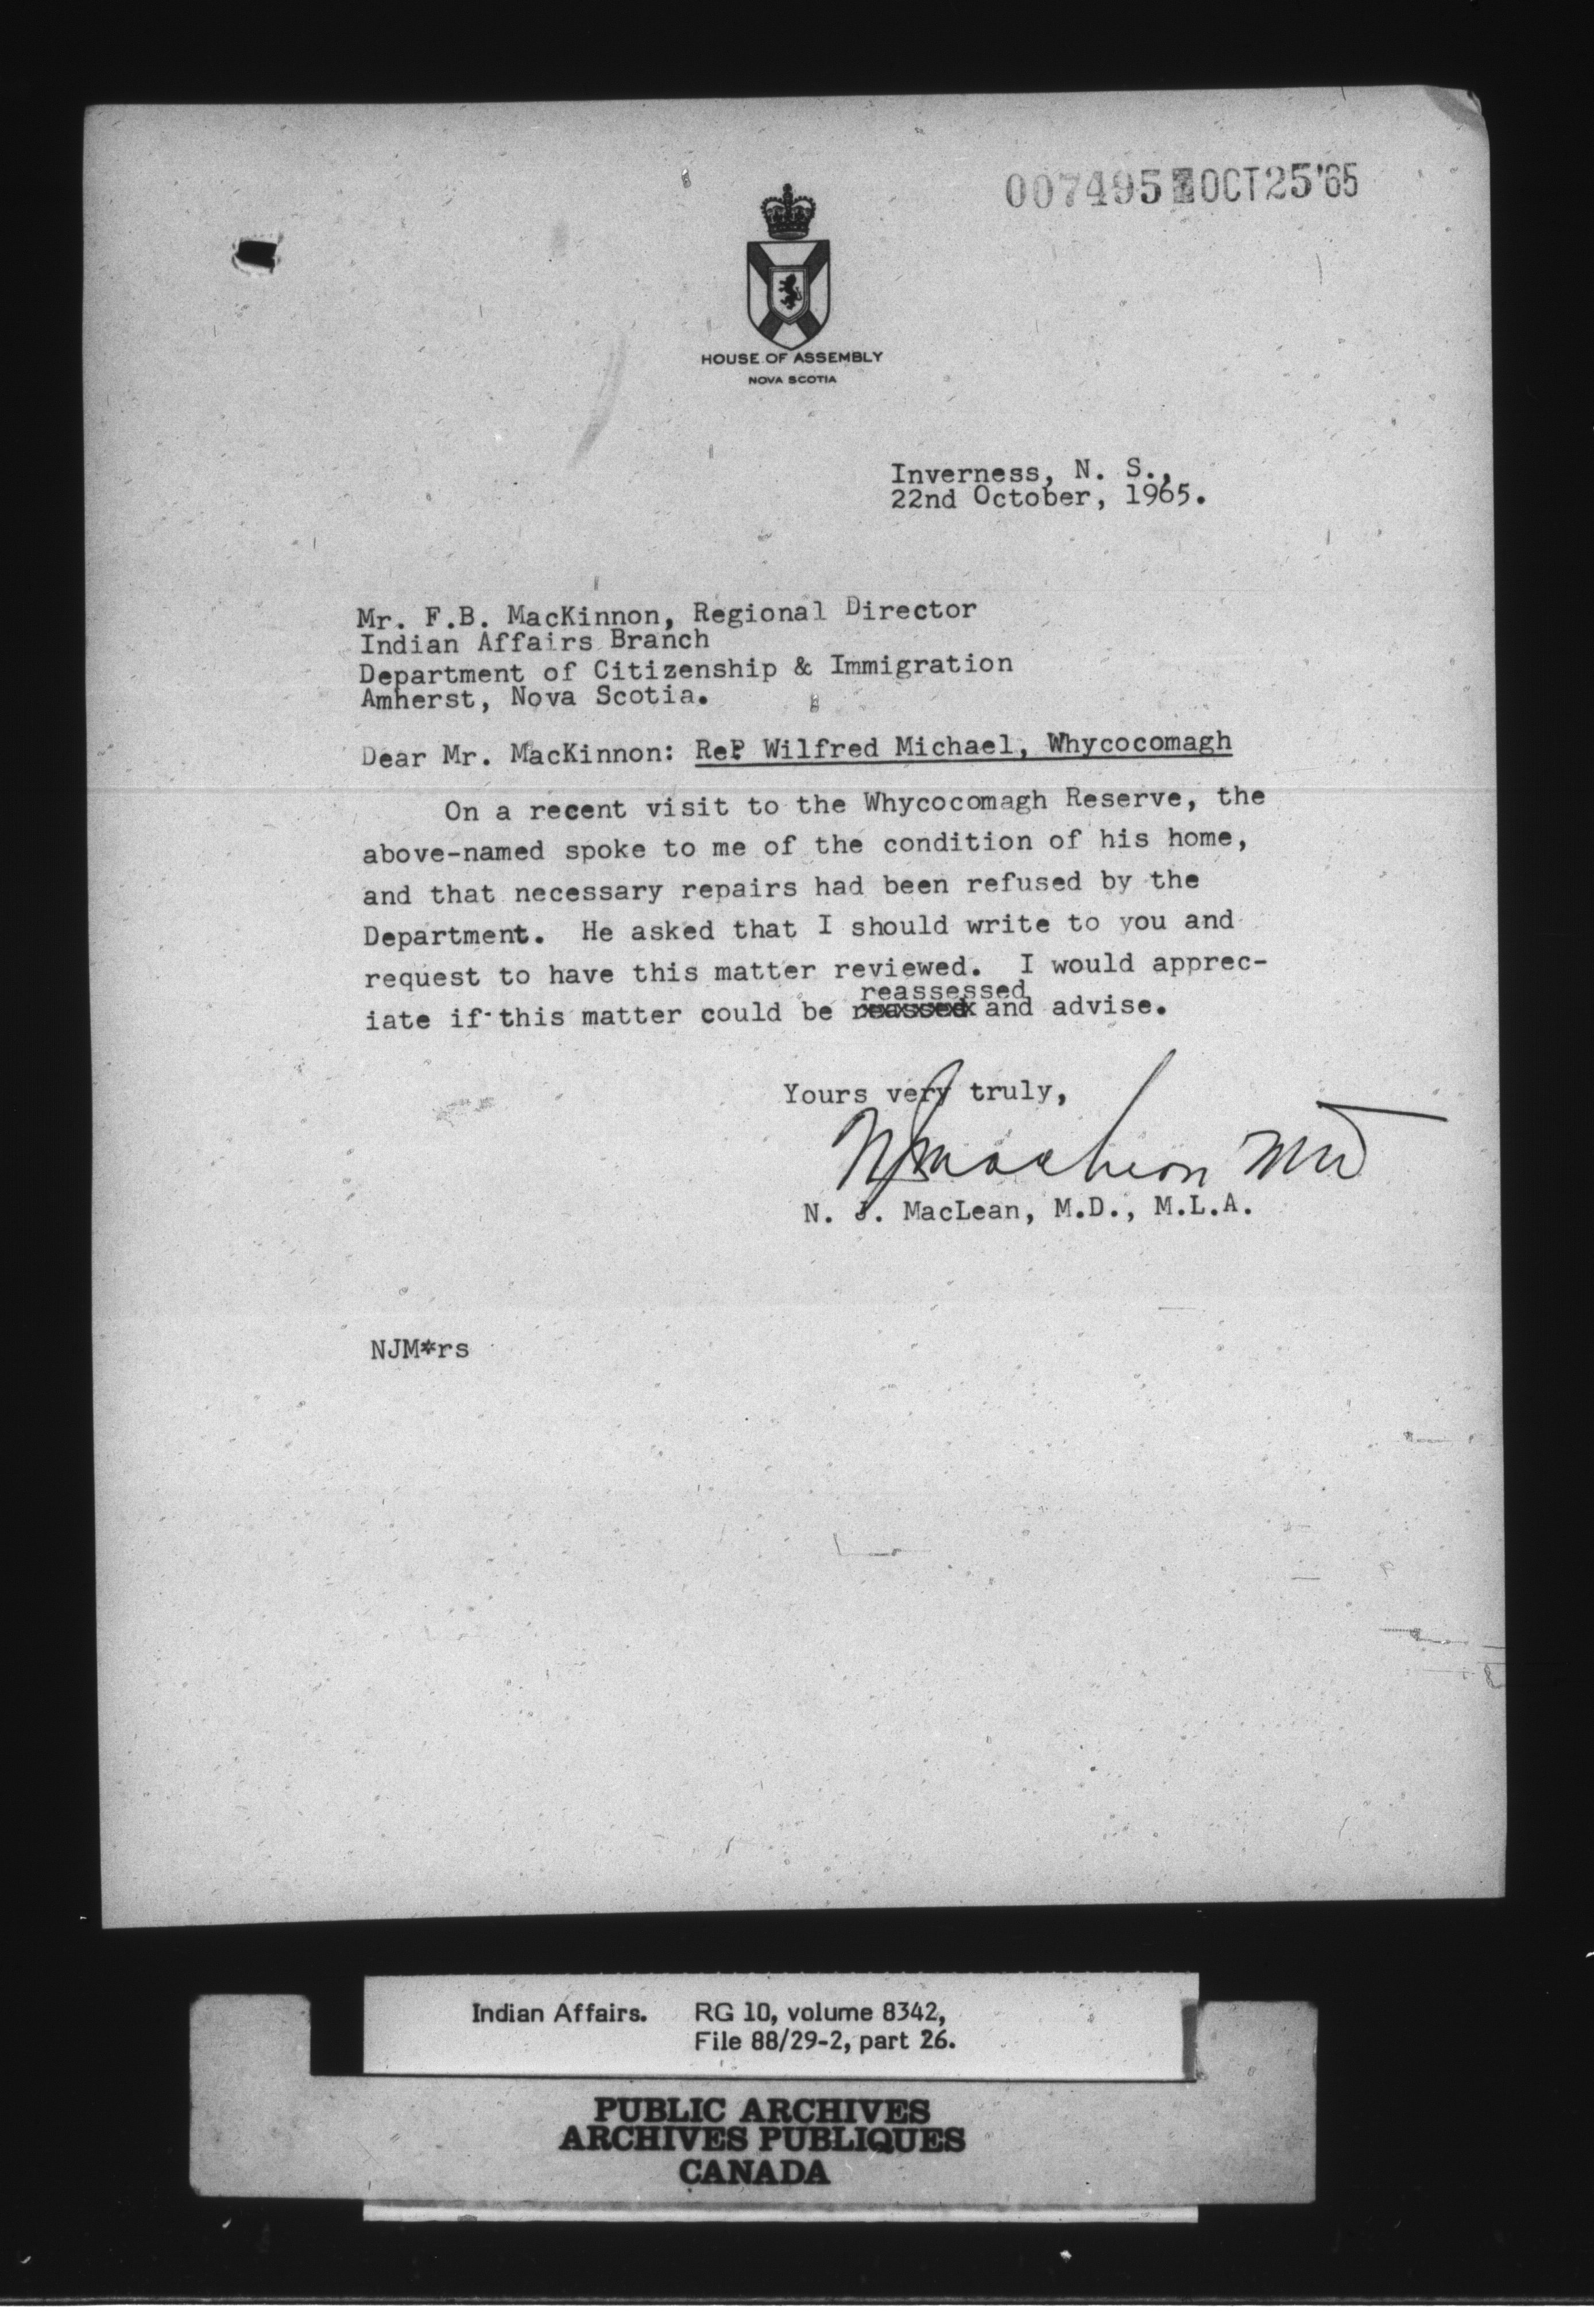 007495 OCT25'65
HOUSE OF ASSEMBLY
NOVA SCOTIA
Inverness, N. S.,
22nd October, 1965.
Mr. F.B. MacKinnon, Regional Director
Indian Affairs Branch
Department of Citizenship & Immigration
Amherst, Nova Scotia.
Dear Mr. MacKinnon: Re: Wilfred Michael, Whycocomagh
On a recent visit to the Whycocomagh Reserve, the
above-named spoke to me of the condition of his home,
and that necessary repairs had been refused by the
Department. He asked that I should write to you and
request to have this matter reviewed. I would apprec-
reassessed
iate if this matter could be reassed and advise.
Yours very truly,
NJMacLean MD
N. J. MacLean, M.D., M.L.A.
NJM*rs
Indian Affairs. RG 10, volume 8342,
File 88/29-2, part 26.
PUBLIC ARCHIVES
ARCHIVES PUBLIQUES
CANADA